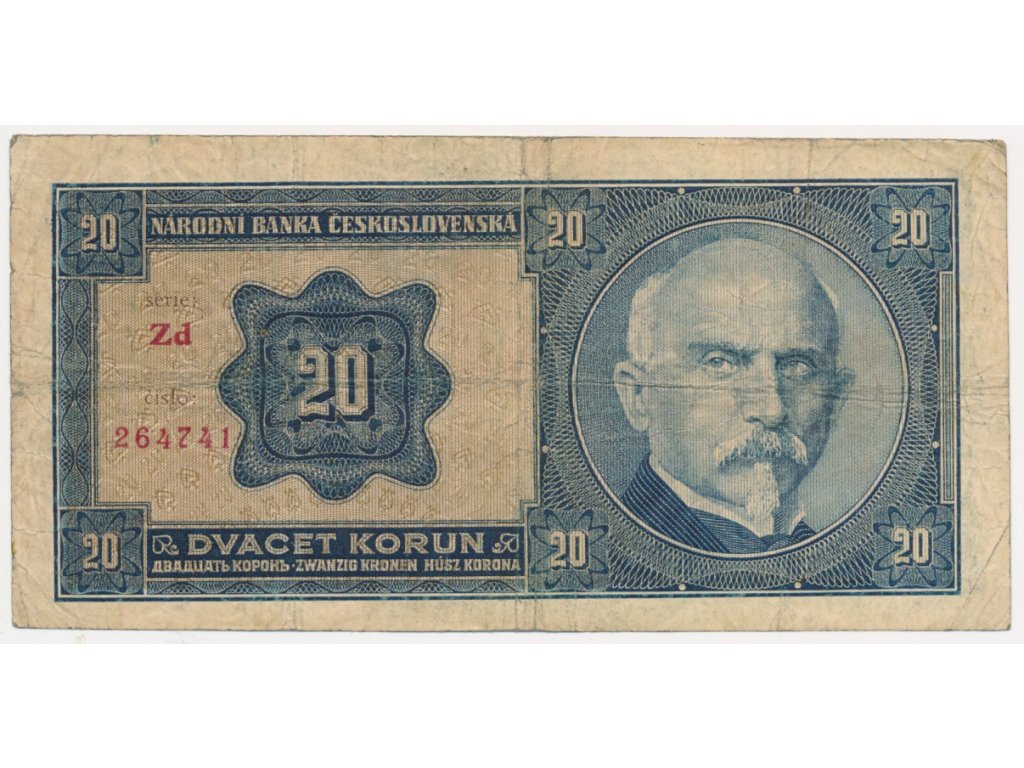 20 20 20
NÁRODNÍ BANKA ČESKOSLOVENSKÁ
serie:
Zd
20
číslo:
264741
20 20 20
DVACET KORUN
ДВАДЦАТЬ КОРОНЪ · ZWANZIG KRONEN HÚSZ KORONA